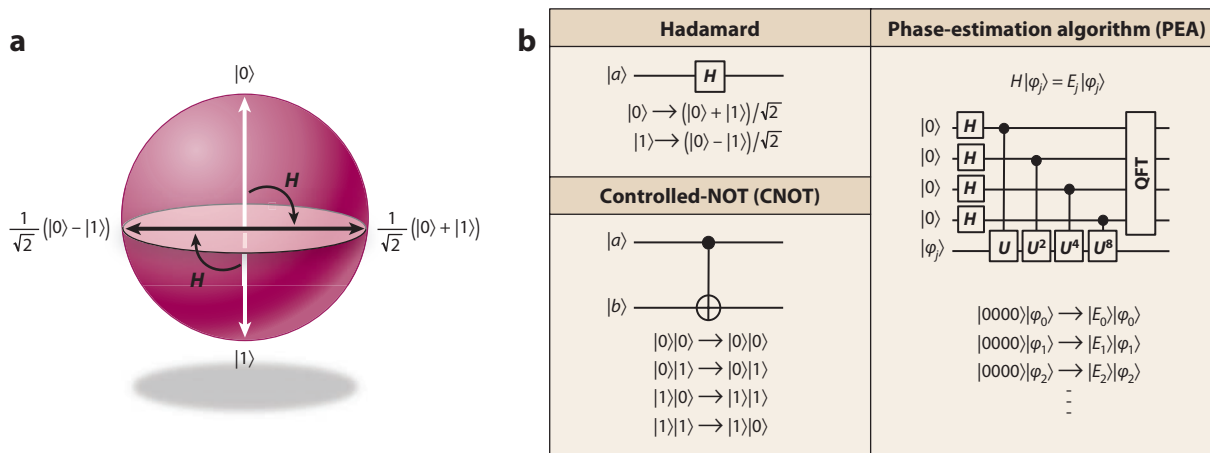 a
|0⟩
H
1/√2 (|0⟩ − |1⟩)
1/√2 (|0⟩ + |1⟩)
H
|1⟩
b
Hadamard
|a⟩ H
|0⟩ → (|0⟩ + |1⟩)/√2
|1⟩ → (|0⟩ − |1⟩)/√2
Controlled-NOT (CNOT)
|a⟩
|b⟩
|0⟩|0⟩ → |0⟩|0⟩
|0⟩|1⟩ → |0⟩|1⟩
|1⟩|0⟩ → |1⟩|1⟩
|1⟩|1⟩ → |1⟩|0⟩
Phase-estimation algorithm (PEA)
H|φj⟩ = Ej|φj⟩
|0⟩ H
|0⟩ H
|0⟩ H
|0⟩ H
QFT
|φj⟩ U U² U⁴ U⁸
|0000⟩|φ₀⟩ → |E₀⟩|φ₀⟩
|0000⟩|φ₁⟩ → |E₁⟩|φ₁⟩
|0000⟩|φ₂⟩ → |E₂⟩|φ₂⟩